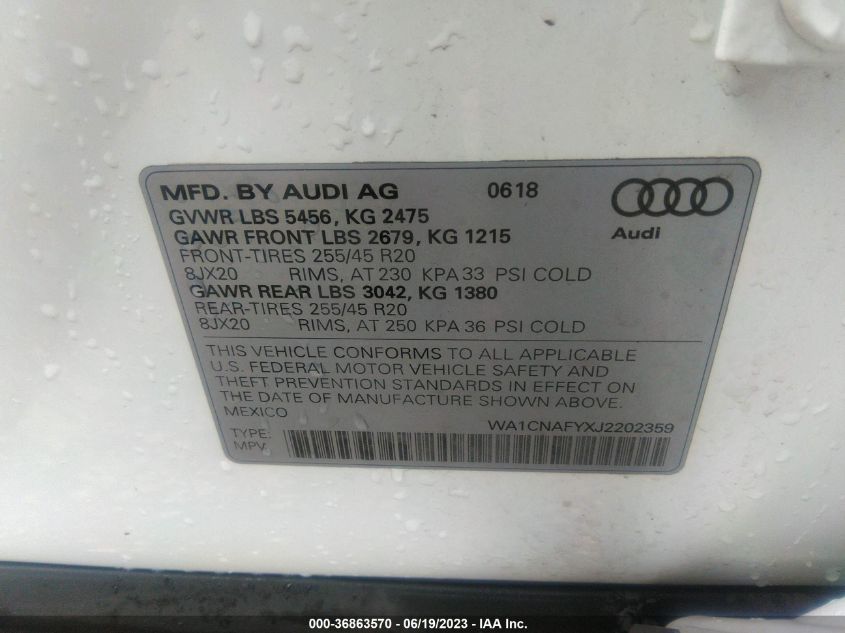 MFD. BY AUDI AG 0618
GVWR LBS 5456, KG 2475
GAWR FRONT LBS 2679, KG 1215
Audi
FRONT-TIRES 255/45 R20
8JX20 RIMS, AT 230 KPA 33 PSI COLD
GAWR REAR LBS 3042, KG 1380
REAR-TIRES 255/45 R20
8JX20 RIMS, AT 250 KPA 36 PSI COLD
THIS VEHICLE CONFORMS TO ALL APPLICABLE
U.S. FEDERAL MOTOR VEHICLE SAFETY AND
THEFT PREVENTION STANDARDS IN EFFECT ON
THE DATE OF MANUFACTURE SHOWN ABOVE.
MEXICO
WA1CNAFYXJ2202359
TYPE:
MPV
000-36863570 - 06/19/2023 - IAA Inc.